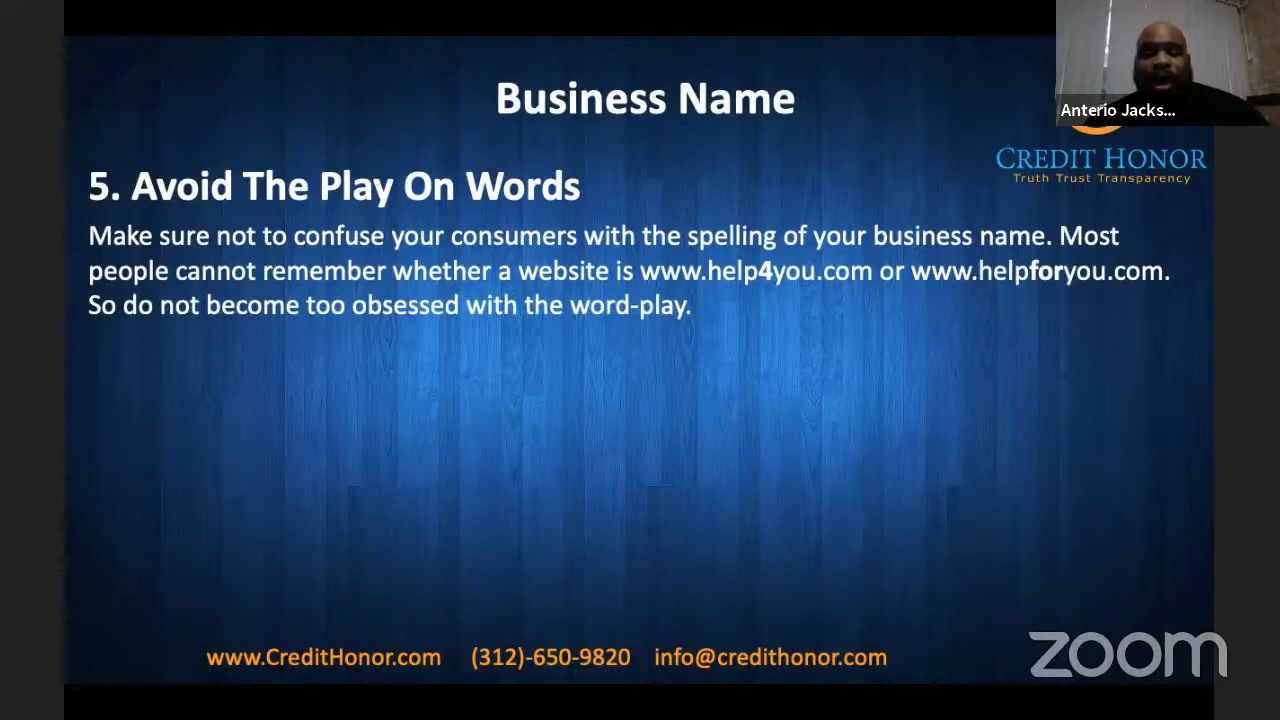 Business Name
Anterio Jacks...
CREDIT HONOR
Truth Trust Transparency
5. Avoid The Play On Words
Make sure not to confuse your consumers with the spelling of your business name. Most
people cannot remember whether a website is www.help4you.com or www.helpforyou.com.
So do not become too obsessed with the word-play.
www.CreditHonor.com (312)-650-9820 info@credithonor.com
zoom